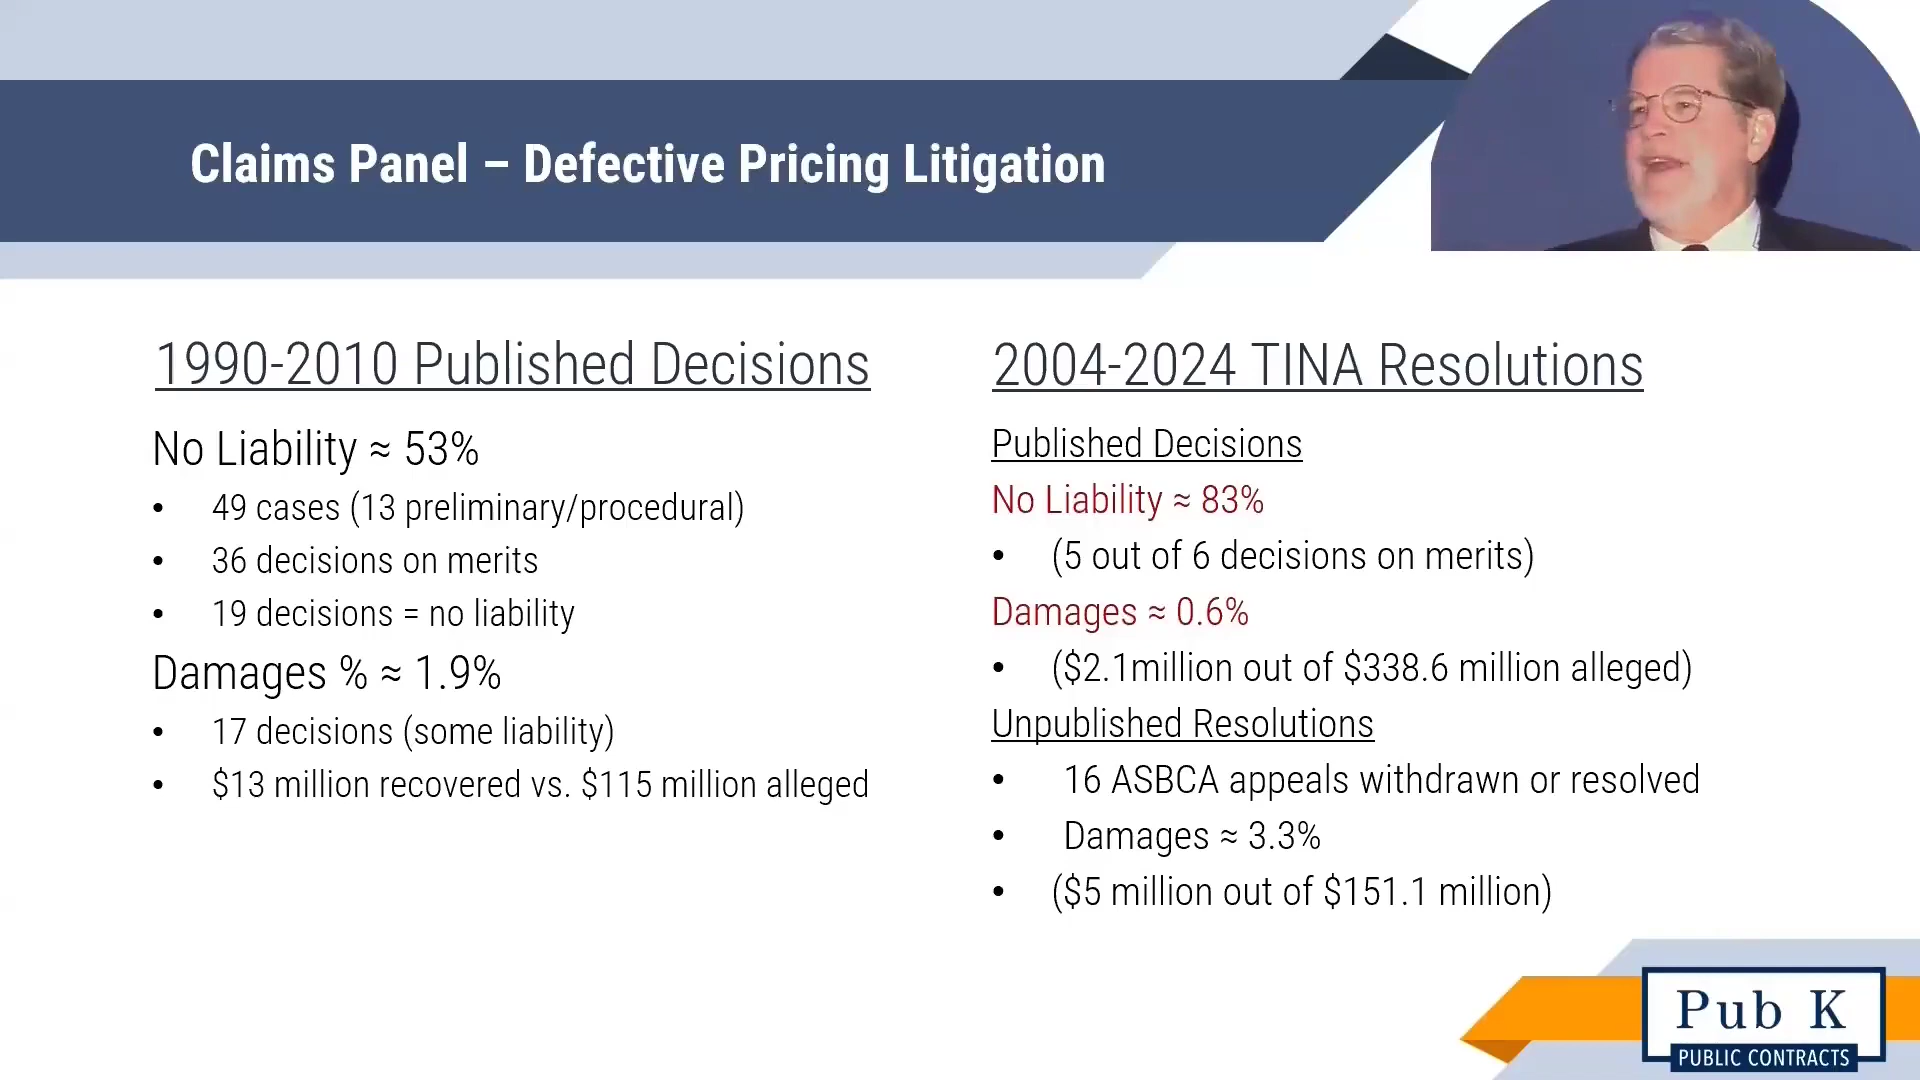 Claims Panel – Defective Pricing Litigation
1990-2010 Published Decisions
No Liability ≈ 53%
• 49 cases (13 preliminary/procedural)
• 36 decisions on merits
• 19 decisions = no liability
Damages % ≈ 1.9%
• 17 decisions (some liability)
• $13 million recovered vs. $115 million alleged
2004-2024 TINA Resolutions
Published Decisions
No Liability ≈ 83%
• (5 out of 6 decisions on merits)
Damages ≈ 0.6%
• ($2.1million out of $338.6 million alleged)
Unpublished Resolutions
• 16 ASBCA appeals withdrawn or resolved
• Damages ≈ 3.3%
• ($5 million out of $151.1 million)
Pub K
PUBLIC CONTRACTS